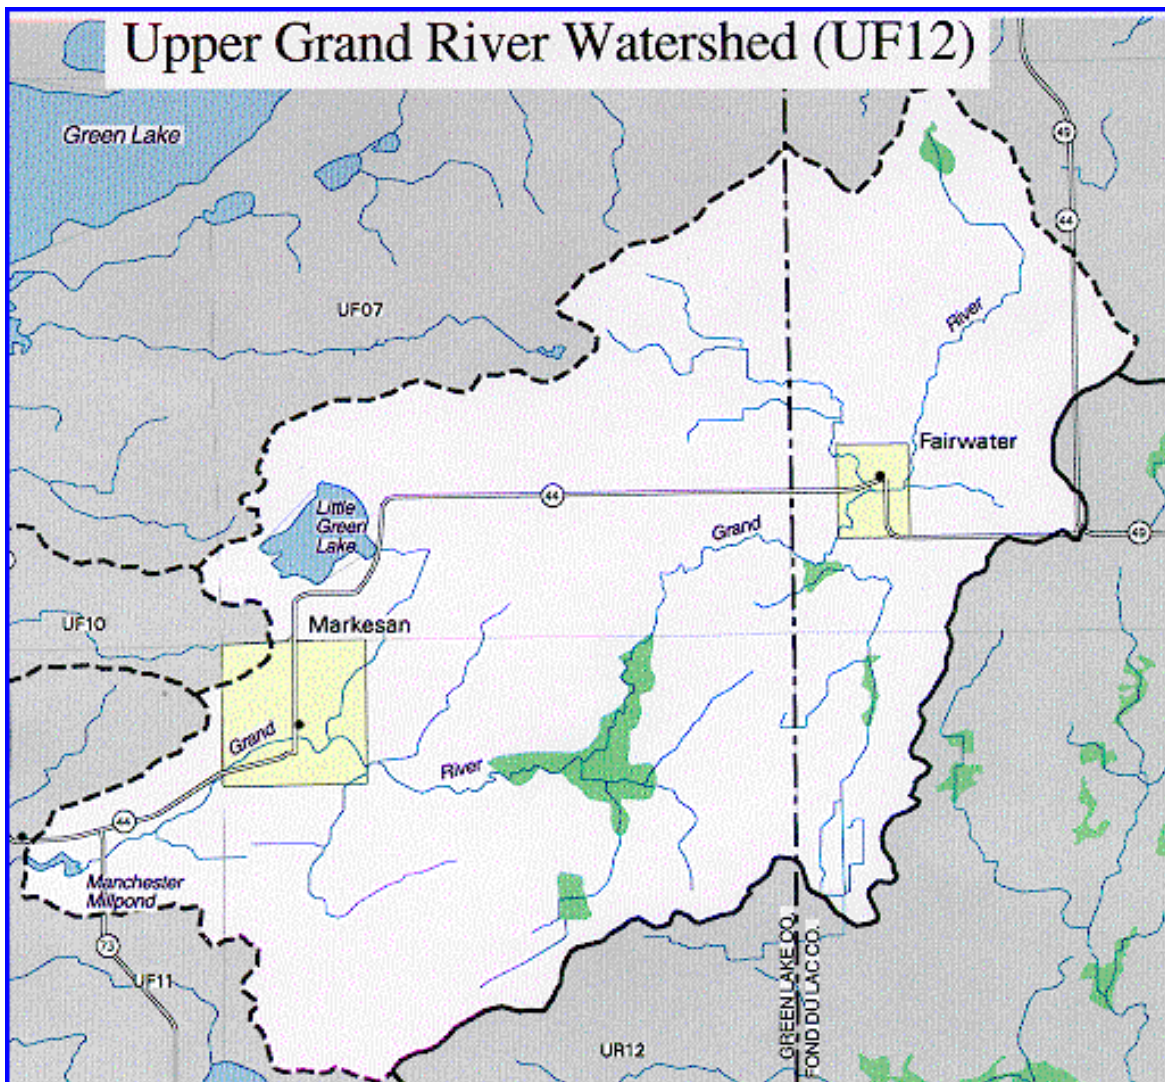 Upper Grand River Watershed (UF12)
Green Lake
49
44
UF07
River
Fairwater
Little
Green
Lake
44
Grand
49
UF10
Markesan
Grand
River
44
Manchester
Millpond
73
UF11
GREEN LAKE CO.
FOND DU LAC CO.
UR12